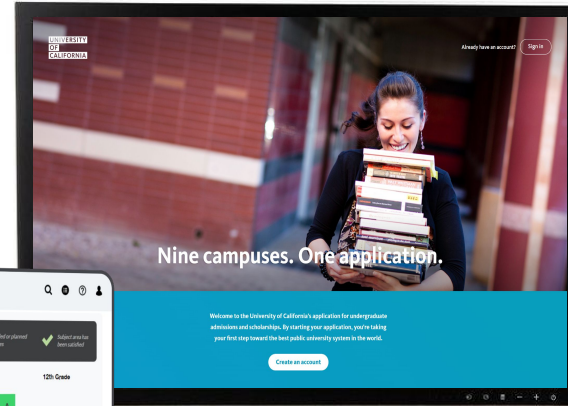 UNIVERSITY
OF
CALIFORNIA
Already have an account? Sign in
Nine campuses. One application.
Welcome to the University of California's application for undergraduate
admissions and scholarships. By starting your application, you're taking
your first step toward the best public university system in the world.
Create an account
or planned
Subject area has
been satisfied
12th Grade